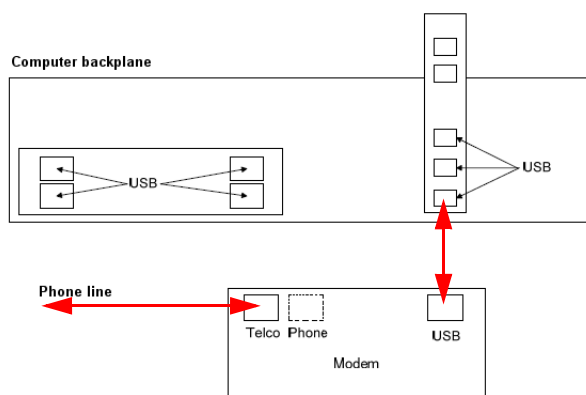 Computer backplane
USB
USB
Phone line
Telco
Phone
USB
Modem